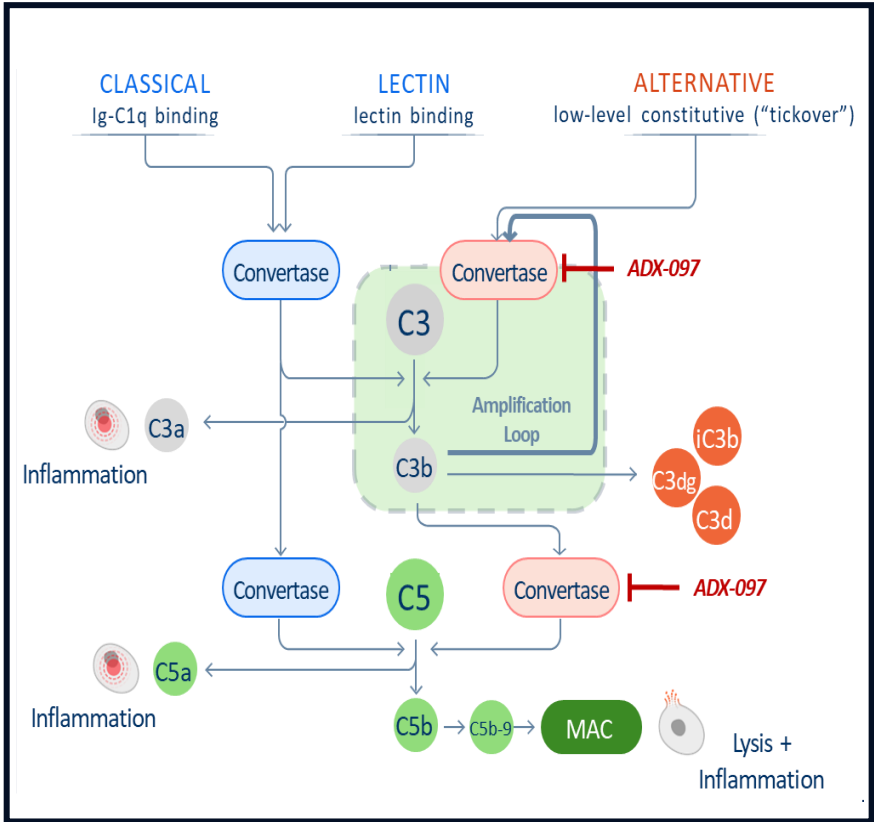 CLASSICAL
Ig-C1q binding
LECTIN
lectin binding
ALTERNATIVE
low-level constitutive (“tickover”)
Convertase
Convertase
ADX-097
C3
Amplification
Loop
C3a
Inflammation
C3b
iC3b
C3dg
C3d
Convertase
C5
Convertase
ADX-097
C5a
Inflammation
C5b
C5b-9
MAC
Lysis +
Inflammation